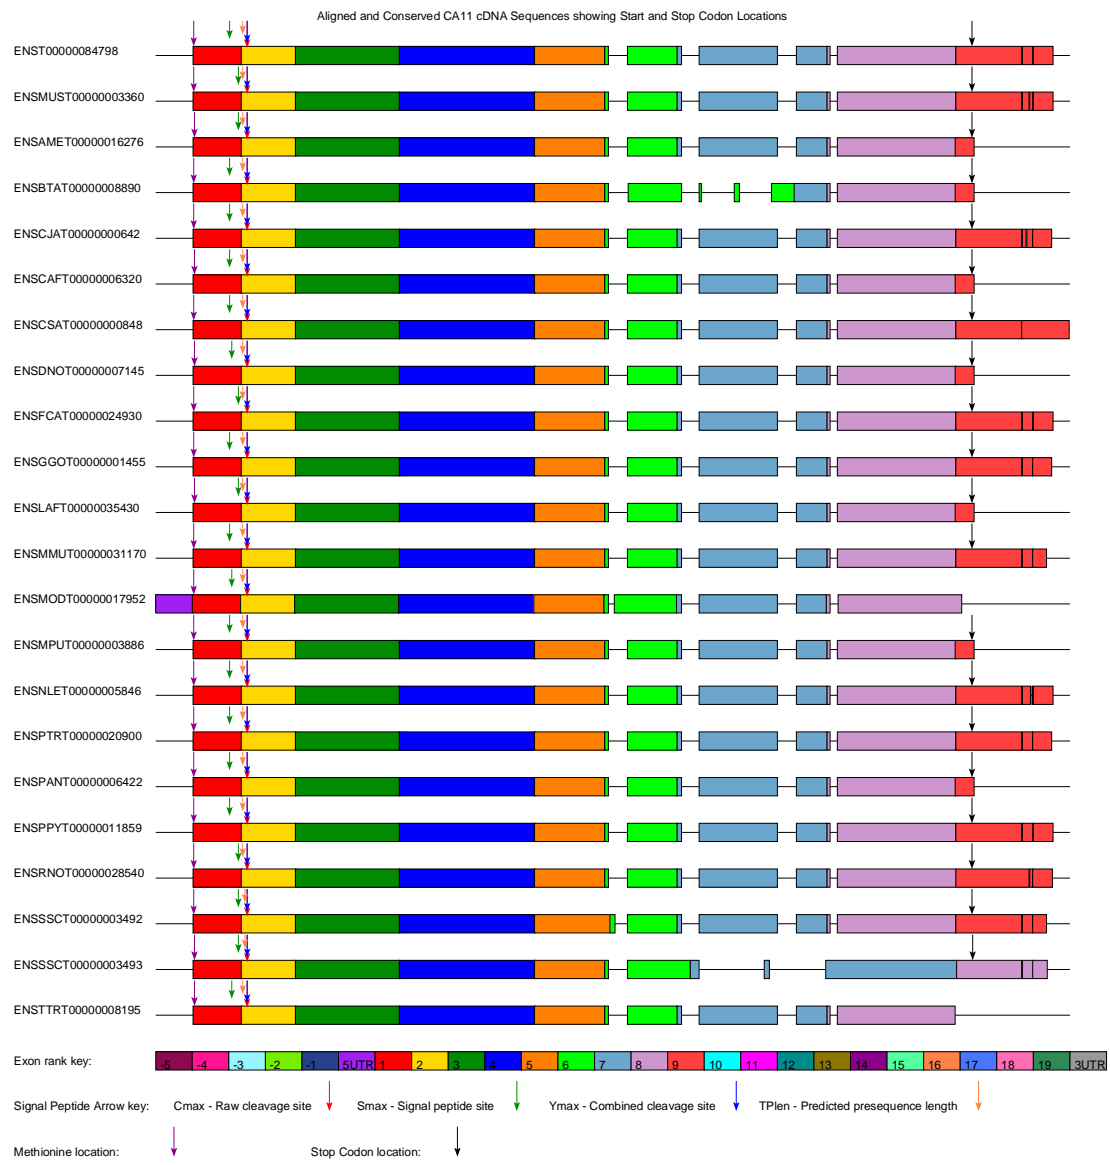 Aligned and Conserved CA11 cDNA Sequences showing Start and Stop Codon Locations
ENST00000084798
ENSMUST00000003360
ENSAMET00000016276
ENSBTAT00000008890
ENSCJAT00000000642
ENSCAFT00000006320
ENSCSAT00000000848
ENSDNOT00000007145
ENSFCAT00000024930
ENSGGOT00000001455
ENSLAFT00000035430
ENSMMUT00000031170
ENSMODT00000017952
ENSMPUT00000003886
ENSNLET00000005846
ENSPTRT00000020900
ENSPANT00000006422
ENSPPYT00000011859
ENSRNOT00000028540
ENSSSCT00000003492
ENSSSCT00000003493
ENSTTRT00000008195
Exon rank key: -5 -4 -3 -2 -1 5UTR 1 2 3 4 5 6 7 8 9 10 11 12 13 14 15 16 17 18 19 3UTR
Signal Peptide Arrow key: Cmax - Raw cleavage site Smax - Signal peptide site Ymax - Combined cleavage site TPlen - Predicted presequence length
Methionine location: Stop Codon location: